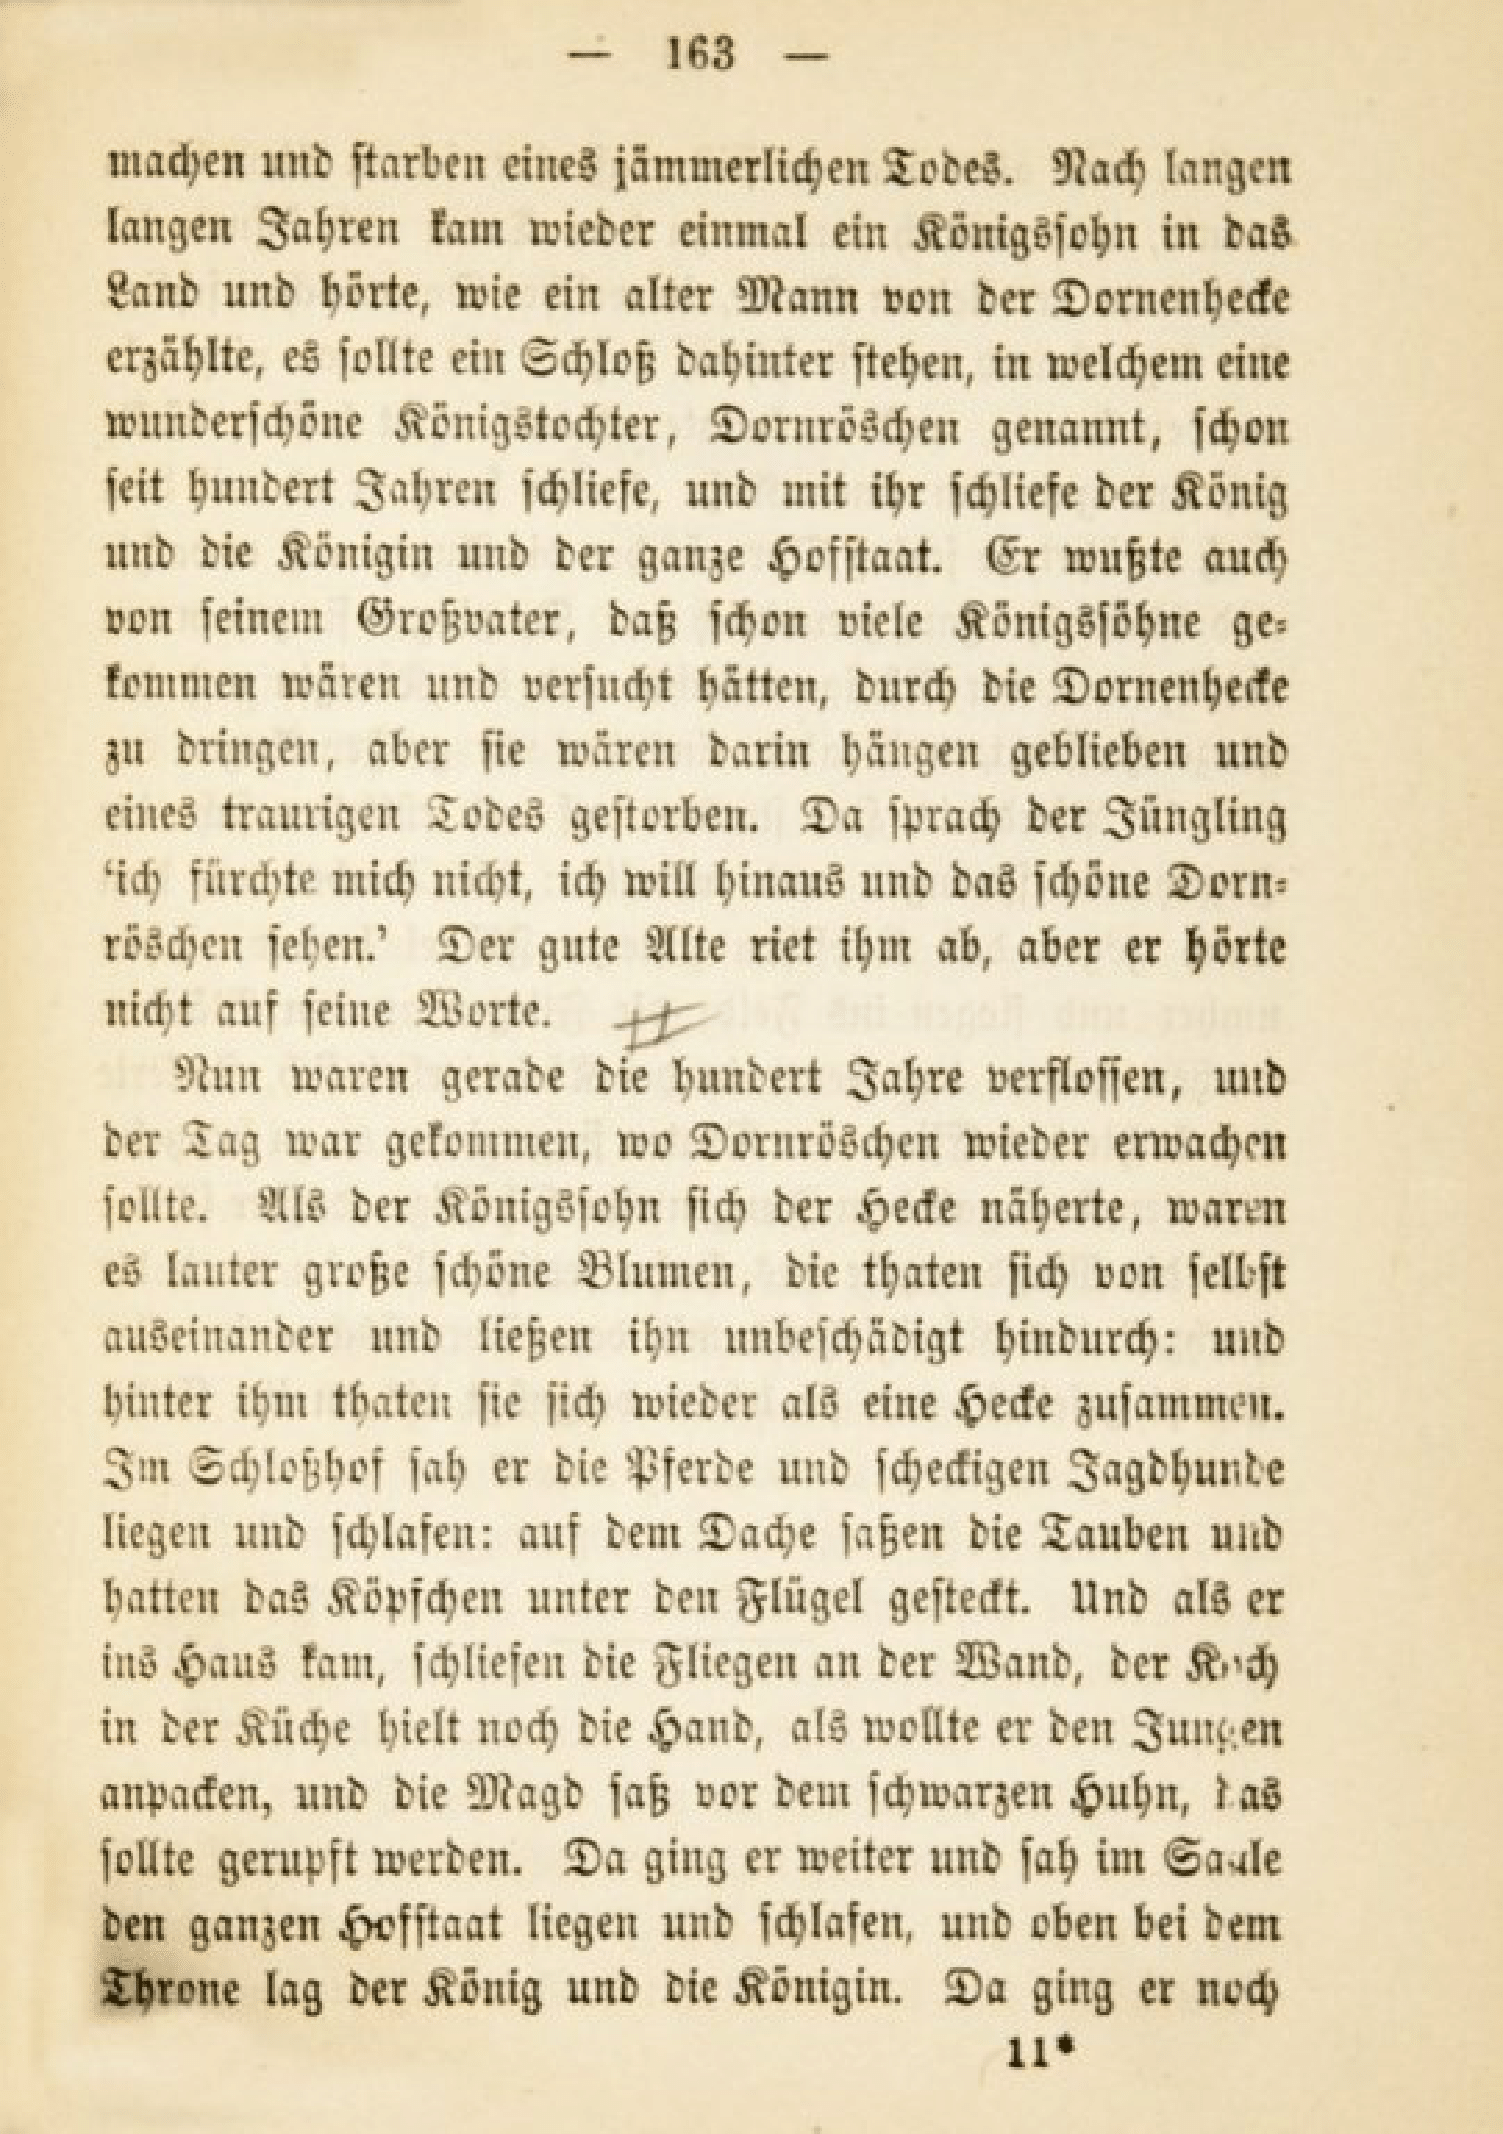 — 163 —
machen und starben eines jämmerlichen Todes. Nach langen
langen Jahren kam wieder einmal ein Königssohn in das
Land und hörte, wie ein alter Mann von der Dornenhecke
erzählte, es sollte ein Schloß dahinter stehen, in welchem eine
wunderschöne Königstochter, Dornröschen genannt, schon
seit hundert Jahren schliefe, und mit ihr schliefe der König
und die Königin und der ganze Hofstaat. Er wußte auch
von seinem Großvater, daß schon viele Königssöhne ge-
kommen wären und versucht hätten, durch die Dornenhecke
zu dringen, aber sie wären darin hängen geblieben und
eines traurigen Todes gestorben. Da sprach der Jüngling
‘ich fürchte mich nicht, ich will hinaus und das schöne Dorn-
röschen sehen.’ Der gute Alte riet ihm ab, aber er hörte
nicht auf seine Worte.
Nun waren gerade die hundert Jahre verflossen, und
der Tag war gekommen, wo Dornröschen wieder erwachen
sollte. Als der Königssohn sich der Hecke näherte, waren
es lauter große schöne Blumen, die thaten sich von selbst
auseinander und ließen ihn unbeschädigt hindurch: und
hinter ihm thaten sie sich wieder als eine Hecke zusammen.
Im Schloßhof sah er die Pferde und scheckigen Jagdhunde
liegen und schlafen: auf dem Dache saßen die Tauben und
hatten das Köpfchen unter den Flügel gesteckt. Und als er
ins Haus kam, schliefen die Fliegen an der Wand, der Koch
in der Küche hielt noch die Hand, als wollte er den Jungen
anpacken, und die Magd saß vor dem schwarzen Huhn, das
sollte gerupft werden. Da ging er weiter und sah im Saale
den ganzen Hofstaat liegen und schlafen, und oben bei dem
Throne lag der König und die Königin. Da ging er noch
11*